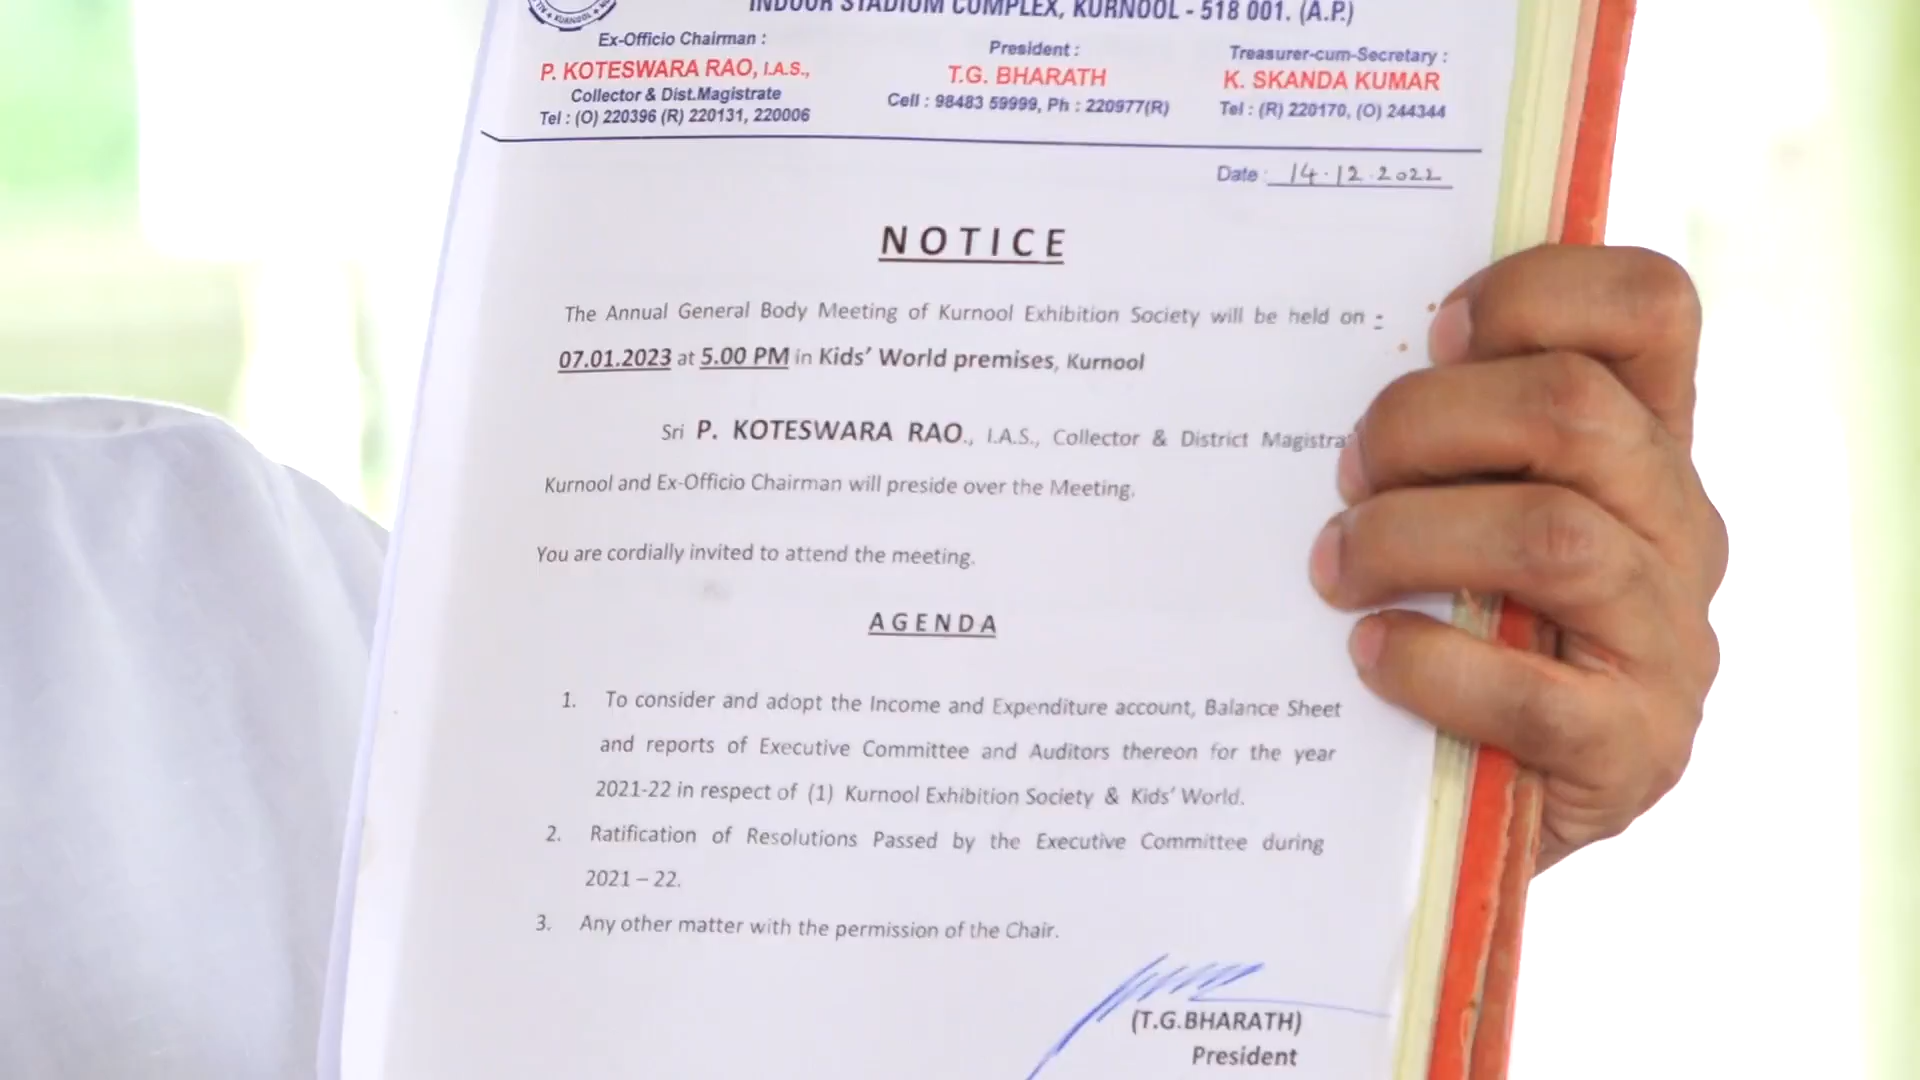 KURNOOL
INDOOR STADIUM COMPLEX, KURNOOL - 518 001. (A.P.)
Ex-Officio Chairman :
P. KOTESWARA RAO, I.A.S.,
Collector & Dist.Magistrate
Tel : (O) 220396 (R) 220131, 220006
President :
T.G. BHARATH
Cell : 98483 59999, Ph : 220977(R)
Treasurer-cum-Secretary :
K. SKANDA KUMAR
Tel : (R) 220170, (O) 244344
Date : 14.12.2022
NOTICE
The Annual General Body Meeting of Kurnool Exhibition Society will be held on :
07.01.2023 at 5.00 PM in Kids’ World premises, Kurnool
Sri P. KOTESWARA RAO., I.A.S., Collector & District
Kurnool and Ex-Officio Chairman will preside over the Meeting.
You are cordially invited to attend the meeting.
AGENDA
1. To consider and adopt the Income and Expenditure account, Balance Sheet
and reports of Executive Committee and Auditors thereon for the year
2021-22 in respect of (1) Kurnool Exhibition Society & Kids’ World.
2. Ratification of Resolutions Passed by the Executive Committee during
2021 – 22.
3. Any other matter with the permission of the Chair.
(T.G.BHARATH)
President